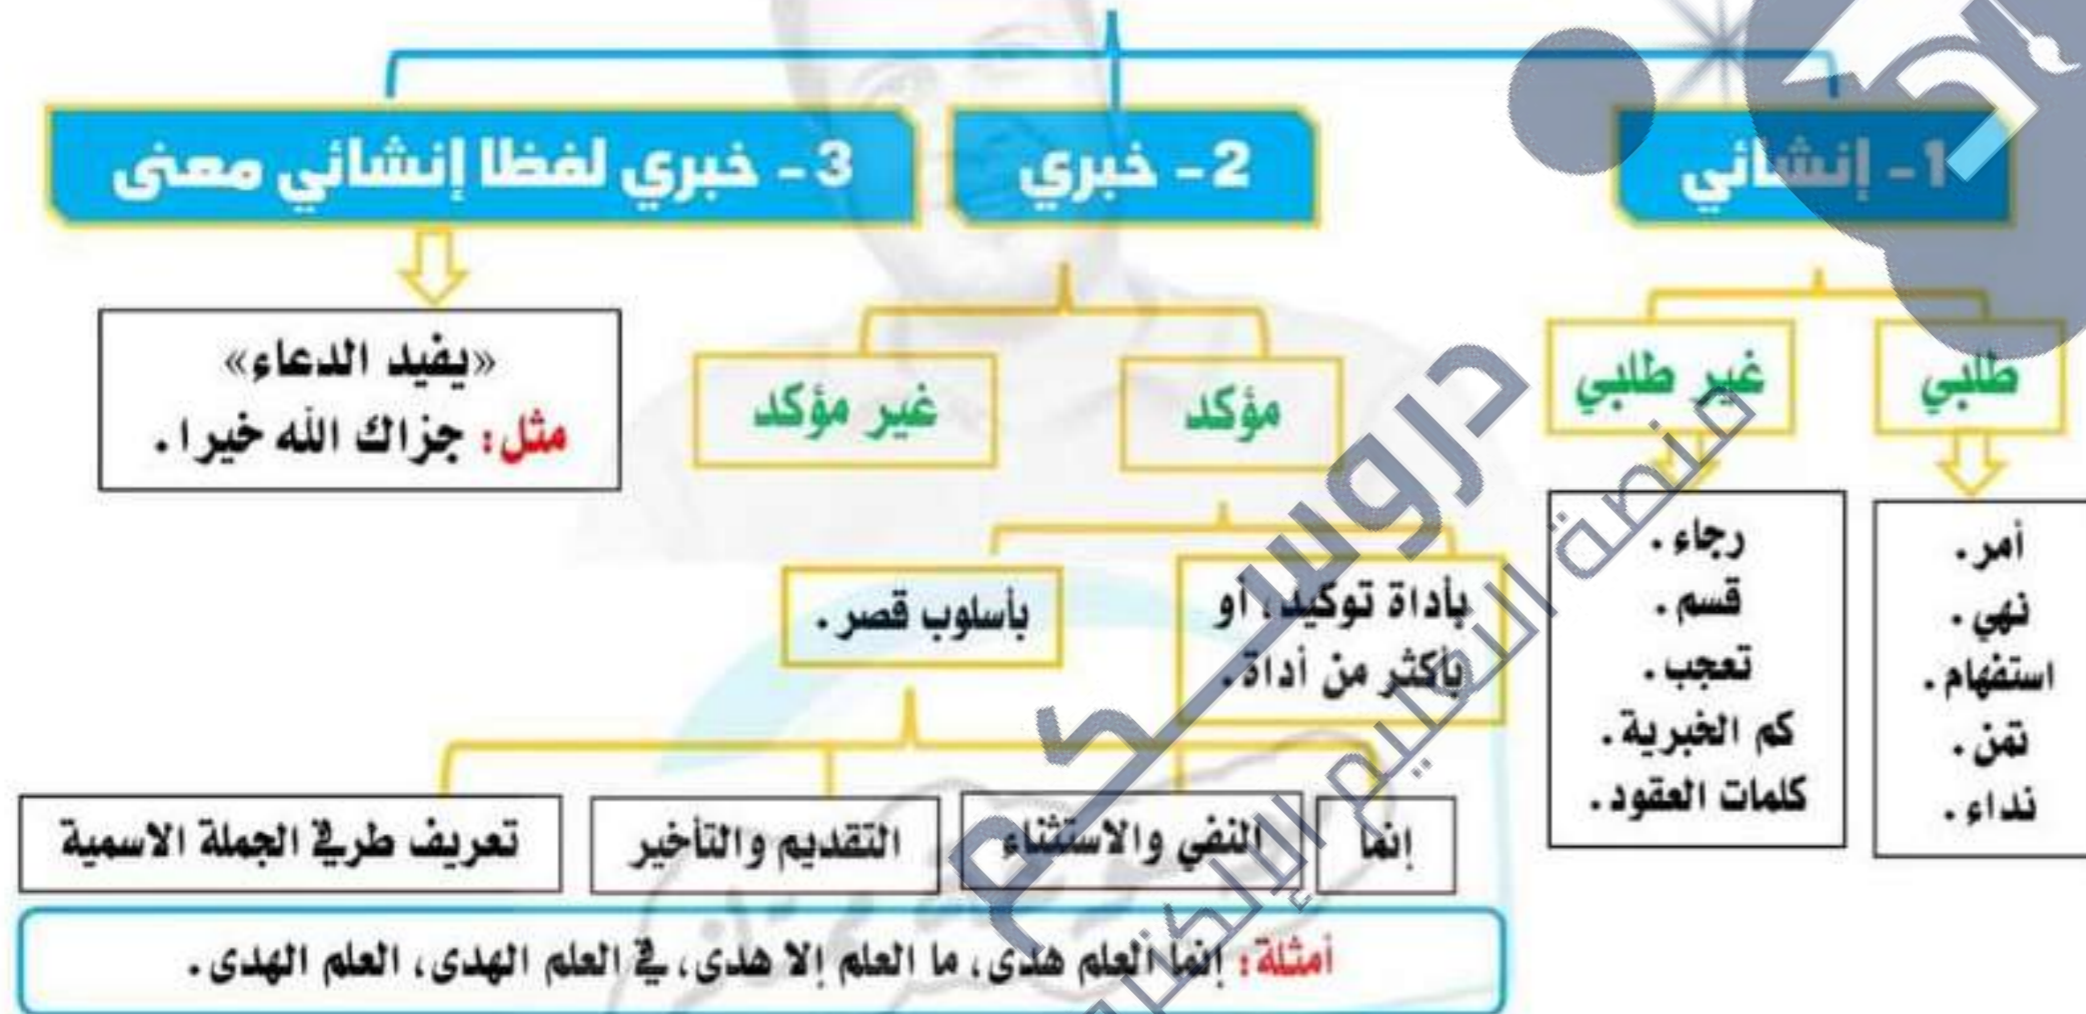 1- إنشائي
2- خبري
3- خبري لفظا إنشائي معنى
طلبي
غير طلبي
مؤكد
غير مؤكد
«يفيد الدعاء»
مثل: جزاك الله خيرا.
أمر.
نهي.
استفهام.
تمن.
نداء.
رجاء.
قسم.
تعجب.
كم الخبرية.
كلمات العقود.
بأداة توكيد، أو
بأكثر من أداة.
بأسلوب قصر.
إنما
النفي والاستثناء
التقديم والتأخير
تعريف طرفي الجملة الاسمية
أمثلة: إنما العلم هدى، ما العلم إلا هدى، في العلم الهدى، العلم الهدى.
دروسكم
منصة التعليم